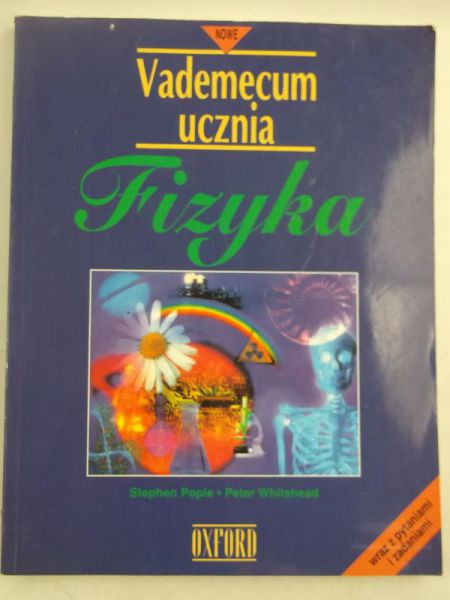 NOWE
Vademecum
ucznia
Fizyka
Stephen Pople • Peter Whitehead
wraz z pytaniami
i zadaniami
OXFORD